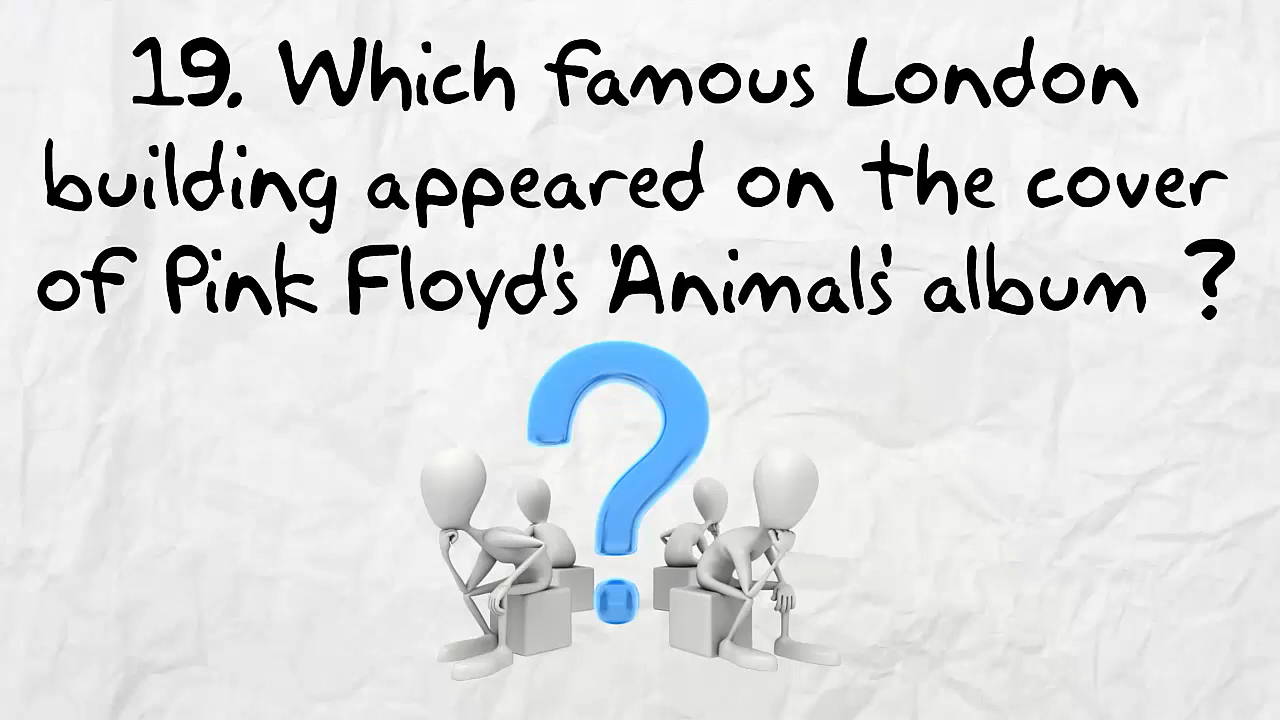 19. Which famous London
building appeared on the cover
of Pink Floyd's 'Animals' album ?